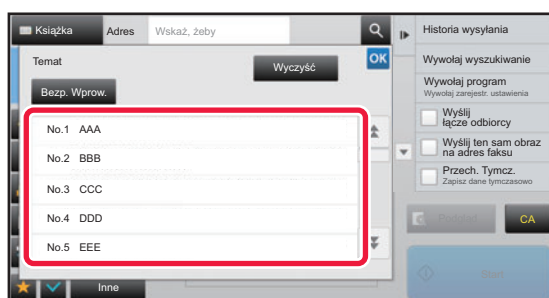 Książka
Adres
Wskaż, żeby
Temat
Wyczyść
OK
Bezp. Wprow.
No.1 AAA
No.2 BBB
No.3 CCC
No.4 DDD
No.5 EEE
Inne
Historia wysyłania
Wywołaj wyszukiwanie
Wywołaj program
Wywołaj zarejestr. ustawienia
Wyślij
łącze odbiorcy
Wyślij ten sam obraz
na adres faksu
Przech. Tymcz.
Zapisz dane tymczasowo
CA
Start